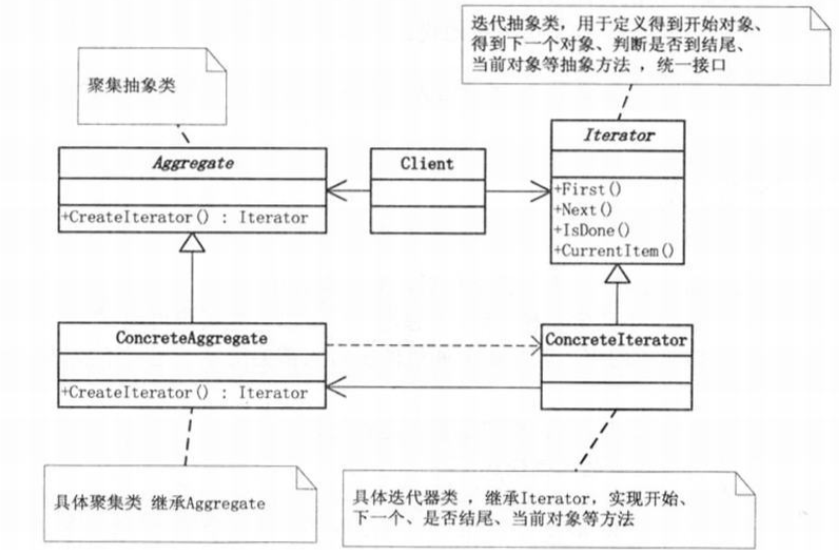 迭代抽象类，用于定义得到开始对象、
得到下一个对象、判断是否到结尾、
当前对象等抽象方法 ，统一接口
聚集抽象类
Aggregate
+CreateIterator() : Iterator
Client
Iterator
+First()
+Next()
+IsDone()
+CurrentItem()
ConcreteAggregate
+CreateIterator() : Iterator
ConcreteIterator
具体聚集类 继承Aggregate
具体迭代器类 ，继承Iterator，实现开始、
下一个、是否结尾、当前对象等方法